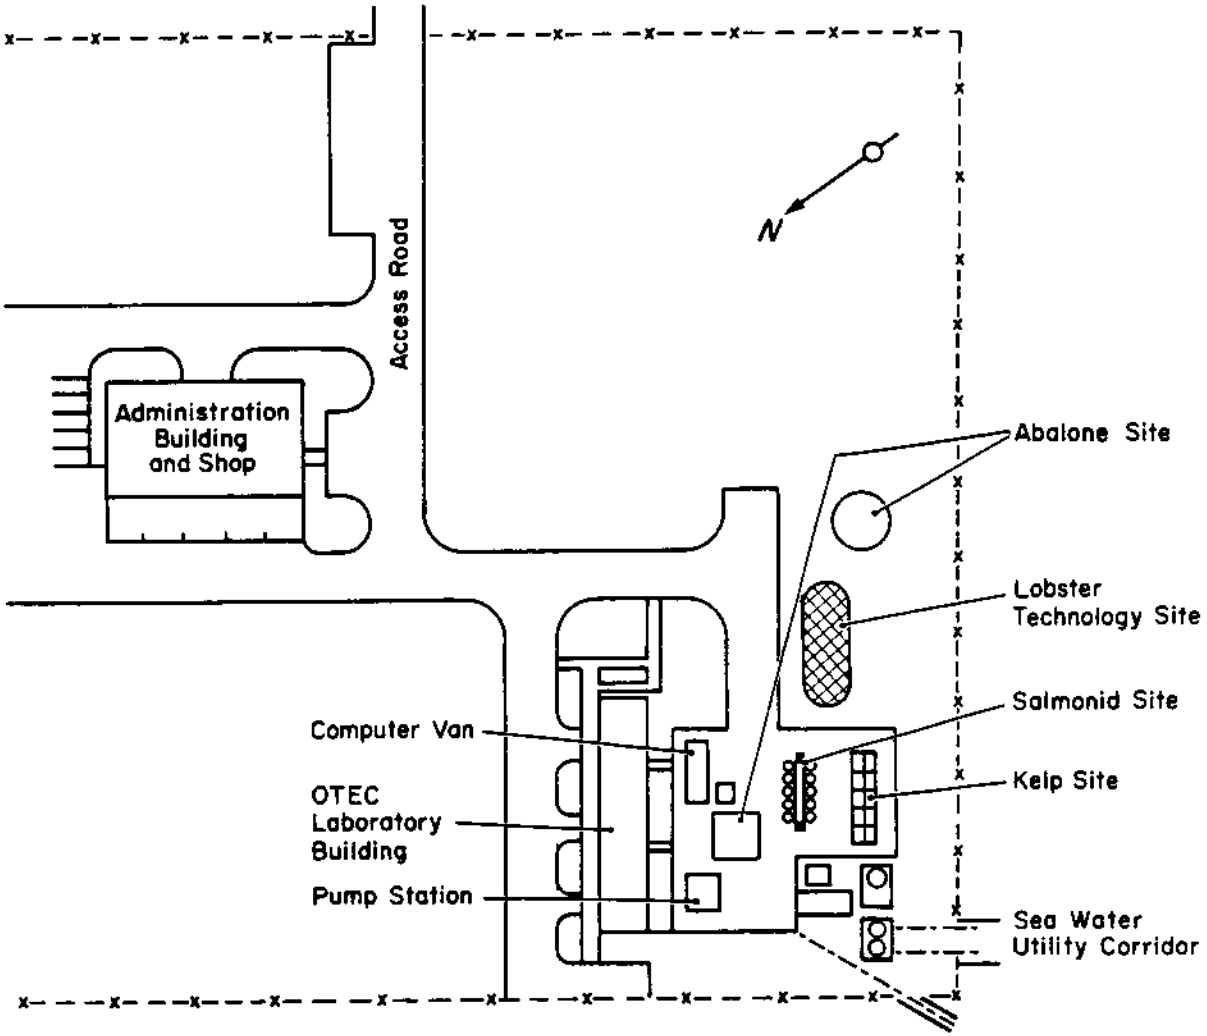 N
Access Road
Administration
Building
and Shop
Abalone Site
Lobster
Technology Site
Salmonid Site
Computer Van
Kelp Site
OTEC
Laboratory
Building
Pump Station
Sea Water
Utility Corridor